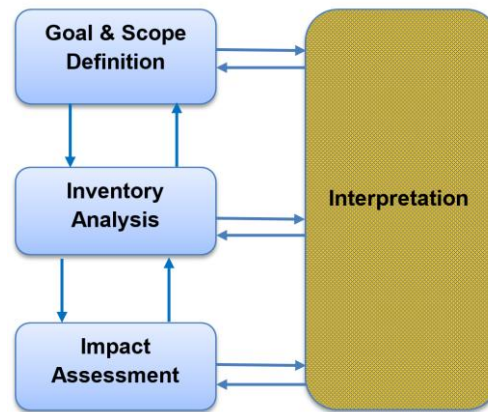 Goal & Scope
Definition
Inventory
Analysis
Interpretation
Impact
Assessment